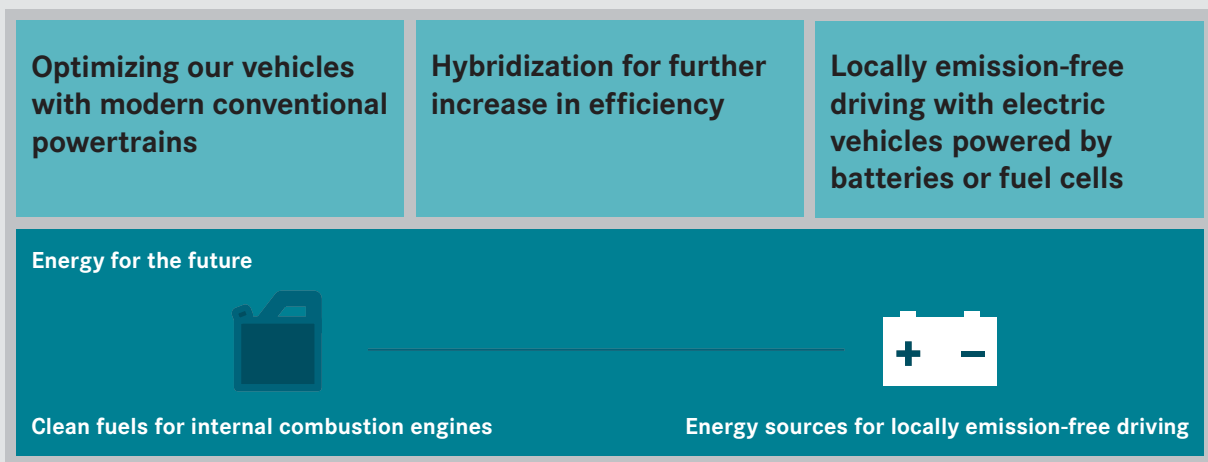 Optimizing our vehicles
with modern conventional
powertrains
Hybridization for further
increase in efficiency
Locally emission-free
driving with electric
vehicles powered by
batteries or fuel cells
Energy for the future
+ −
Clean fuels for internal combustion engines
Energy sources for locally emission-free driving